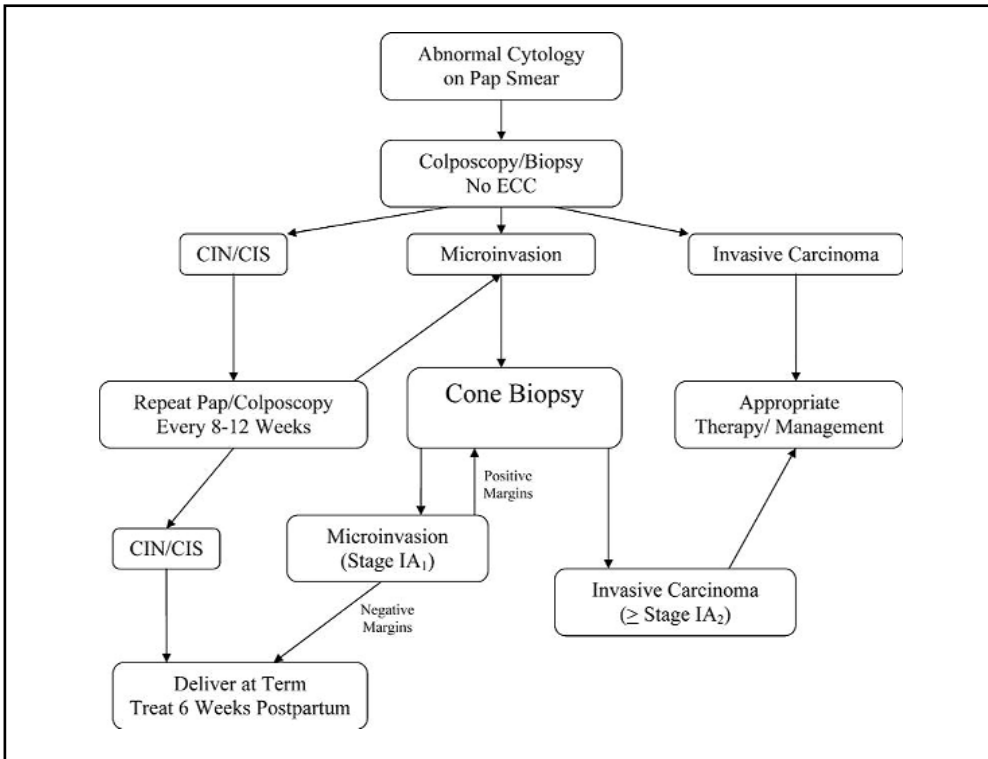 Abnormal Cytology
on Pap Smear
Colposcopy/Biopsy
No ECC
CIN/CIS
Microinvasion
Invasive Carcinoma
Repeat Pap/Colposcopy
Every 8-12 Weeks
Cone Biopsy
Appropriate
Therapy/ Management
Positive
Margins
CIN/CIS
Microinvasion
(Stage IA₁)
Invasive Carcinoma
(≥ Stage IA₂)
Negative
Margins
Deliver at Term
Treat 6 Weeks Postpartum